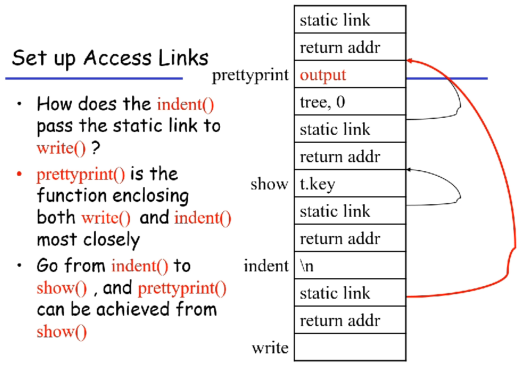 Set up Access Links
• How does the indent()
pass the static link to
write() ?
• prettyprint() is the
function enclosing
both write() and indent()
most closely
• Go from indent() to
show() , and prettyprint()
can be achieved from
show()
static link
return addr
prettyprint output
tree, 0
static link
return addr
show t.key
static link
return addr
indent \n
static link
return addr
write